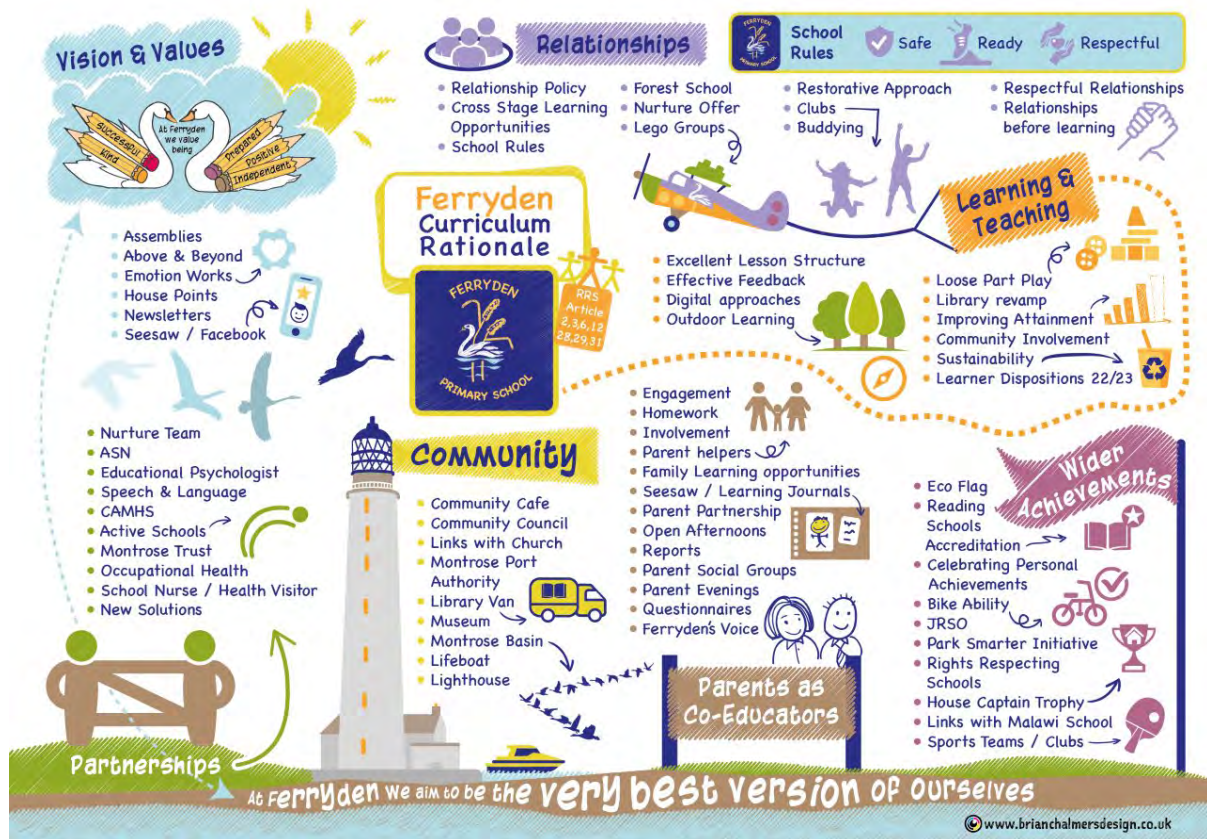 Vision & Values
Successful
Kind
At Ferryden
we value
being
Prepared
Positive
Independent
Assemblies
Above & Beyond
Emotion Works
House Points
Newsletters
Seesaw / Facebook
Relationships
Relationship Policy
Cross Stage Learning
Opportunities
School Rules
Forest School
Nurture Offer
Lego Groups
Restorative Approach
Clubs
Buddying
Respectful Relationships
Relationships
before learning
FERRYDEN
PRIMARY SCHOOL
School
Rules
Safe
Ready
Respectful
Ferryden
Curriculum
Rationale
FERRYDEN
PRIMARY SCHOOL
RRS
Article
2,3,6,12
28,29,31
Learning &
Teaching
Excellent Lesson Structure
Effective Feedback
Digital approaches
Outdoor Learning
Loose Part Play
Library revamp
Improving Attainment
Community Involvement
Sustainability
Learner Dispositions 22/23
Nurture Team
ASN
Educational Psychologist
Speech & Language
CAMHS
Active Schools
Montrose Trust
Occupational Health
School Nurse / Health Visitor
New Solutions
Partnerships
Community
Community Cafe
Community Council
Links with Church
Montrose Port
Authority
Library Van
Museum
Montrose Basin
Lifeboat
Lighthouse
Engagement
Homework
Involvement
Parent helpers
Family Learning opportunities
Seesaw / Learning Journals
Parent Partnership
Open Afternoons
Reports
Parent Social Groups
Parent Evenings
Questionnaires
Ferryden's Voice
Parents as
Co-Educators
Wider
Achievements
Eco Flag
Reading
Schools
Accreditation
Celebrating Personal
Achievements
Bike Ability
JRSO
Park Smarter Initiative
Rights Respecting
Schools
House Captain Trophy
Links with Malawi School
Sports Teams / Clubs
At Ferryden we aim to be the very best version of ourselves
www.brianchalmersdesign.co.uk